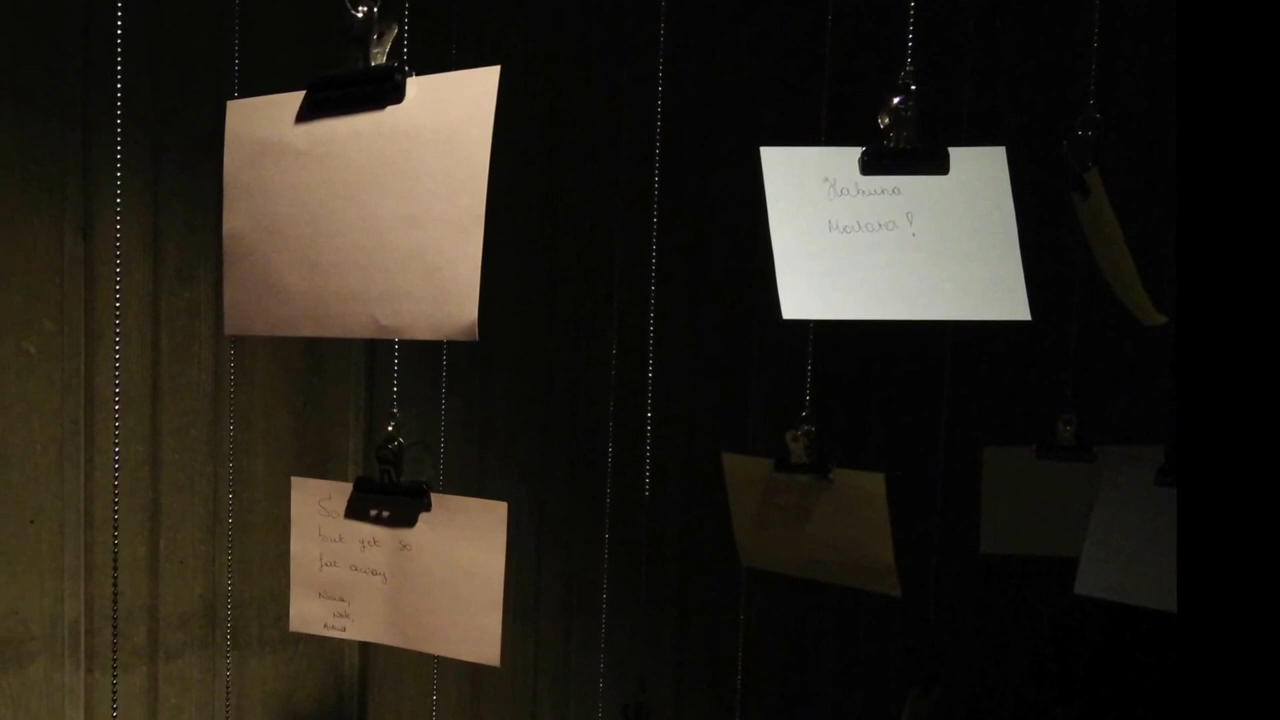 Hakuna
Matata!
So
but yet so
far away